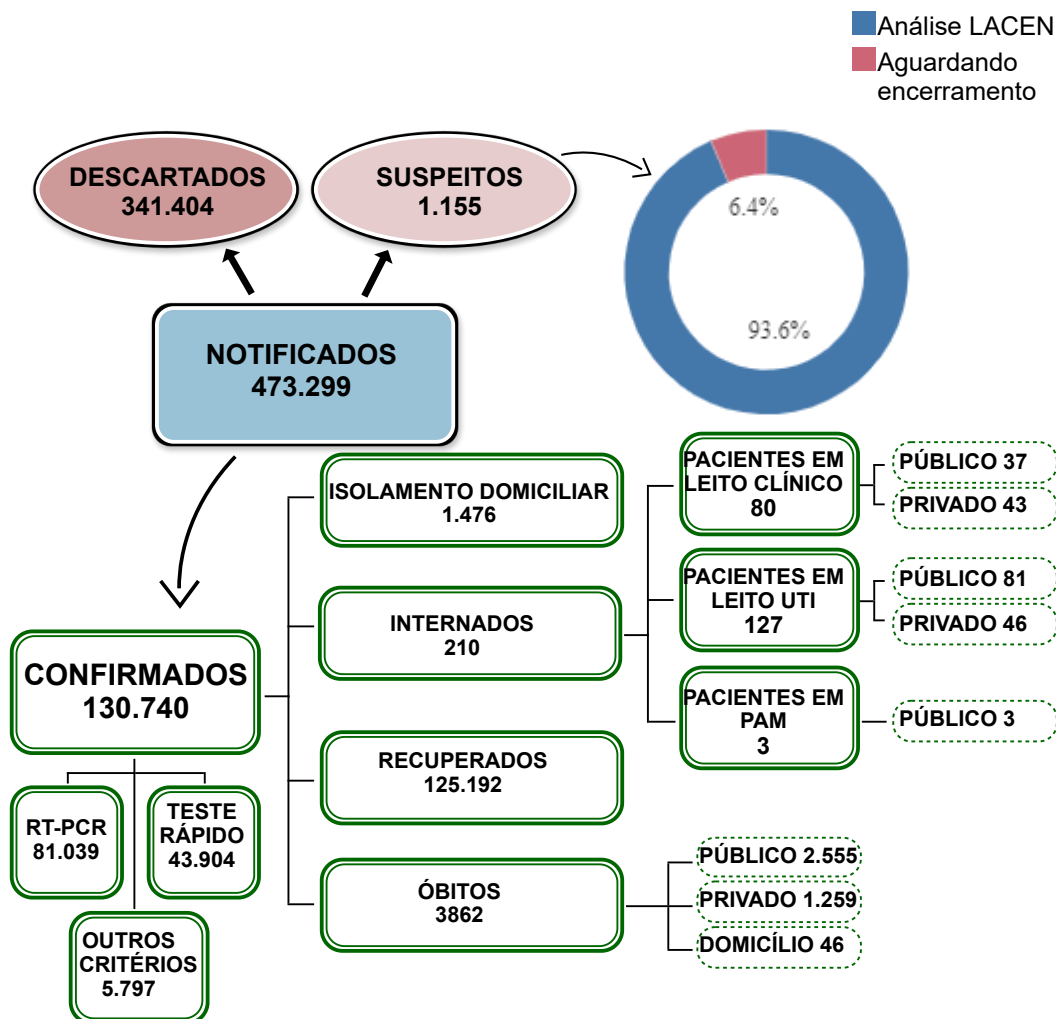 Análise LACEN
Aguardando
encerramento
DESCARTADOS
341.404
SUSPEITOS
1.155
6.4%
93.6%
NOTIFICADOS
473.299
CONFIRMADOS
130.740
RT-PCR
81.039
TESTE
RÁPIDO
43.904
OUTROS
CRITÉRIOS
5.797
ISOLAMENTO DOMICILIAR
1.476
INTERNADOS
210
RECUPERADOS
125.192
ÓBITOS
3862
PACIENTES EM
LEITO CLÍNICO
80
PÚBLICO 37
PRIVADO 43
PACIENTES EM
LEITO UTI
127
PÚBLICO 81
PRIVADO 46
PACIENTES EM
PAM
3
PÚBLICO 3
PÚBLICO 2.555
PRIVADO 1.259
DOMICÍLIO 46